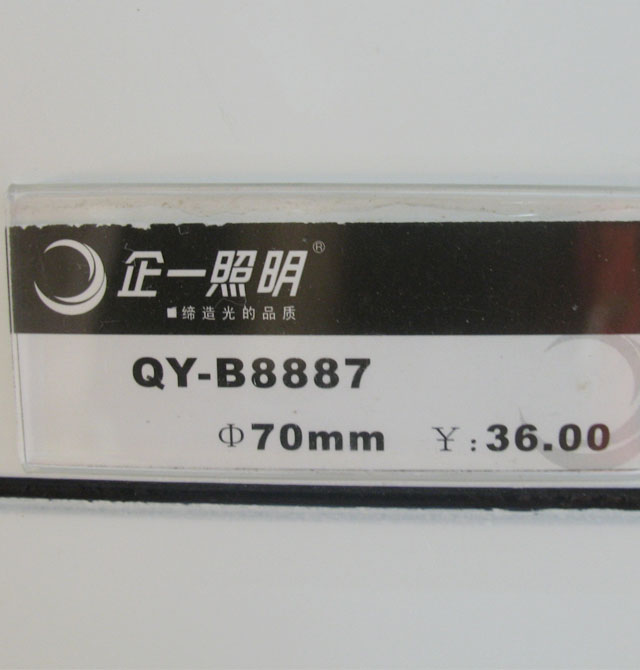 企一照明®
缔造光的品质
QY-B8887
Φ70mm ￥:36.00